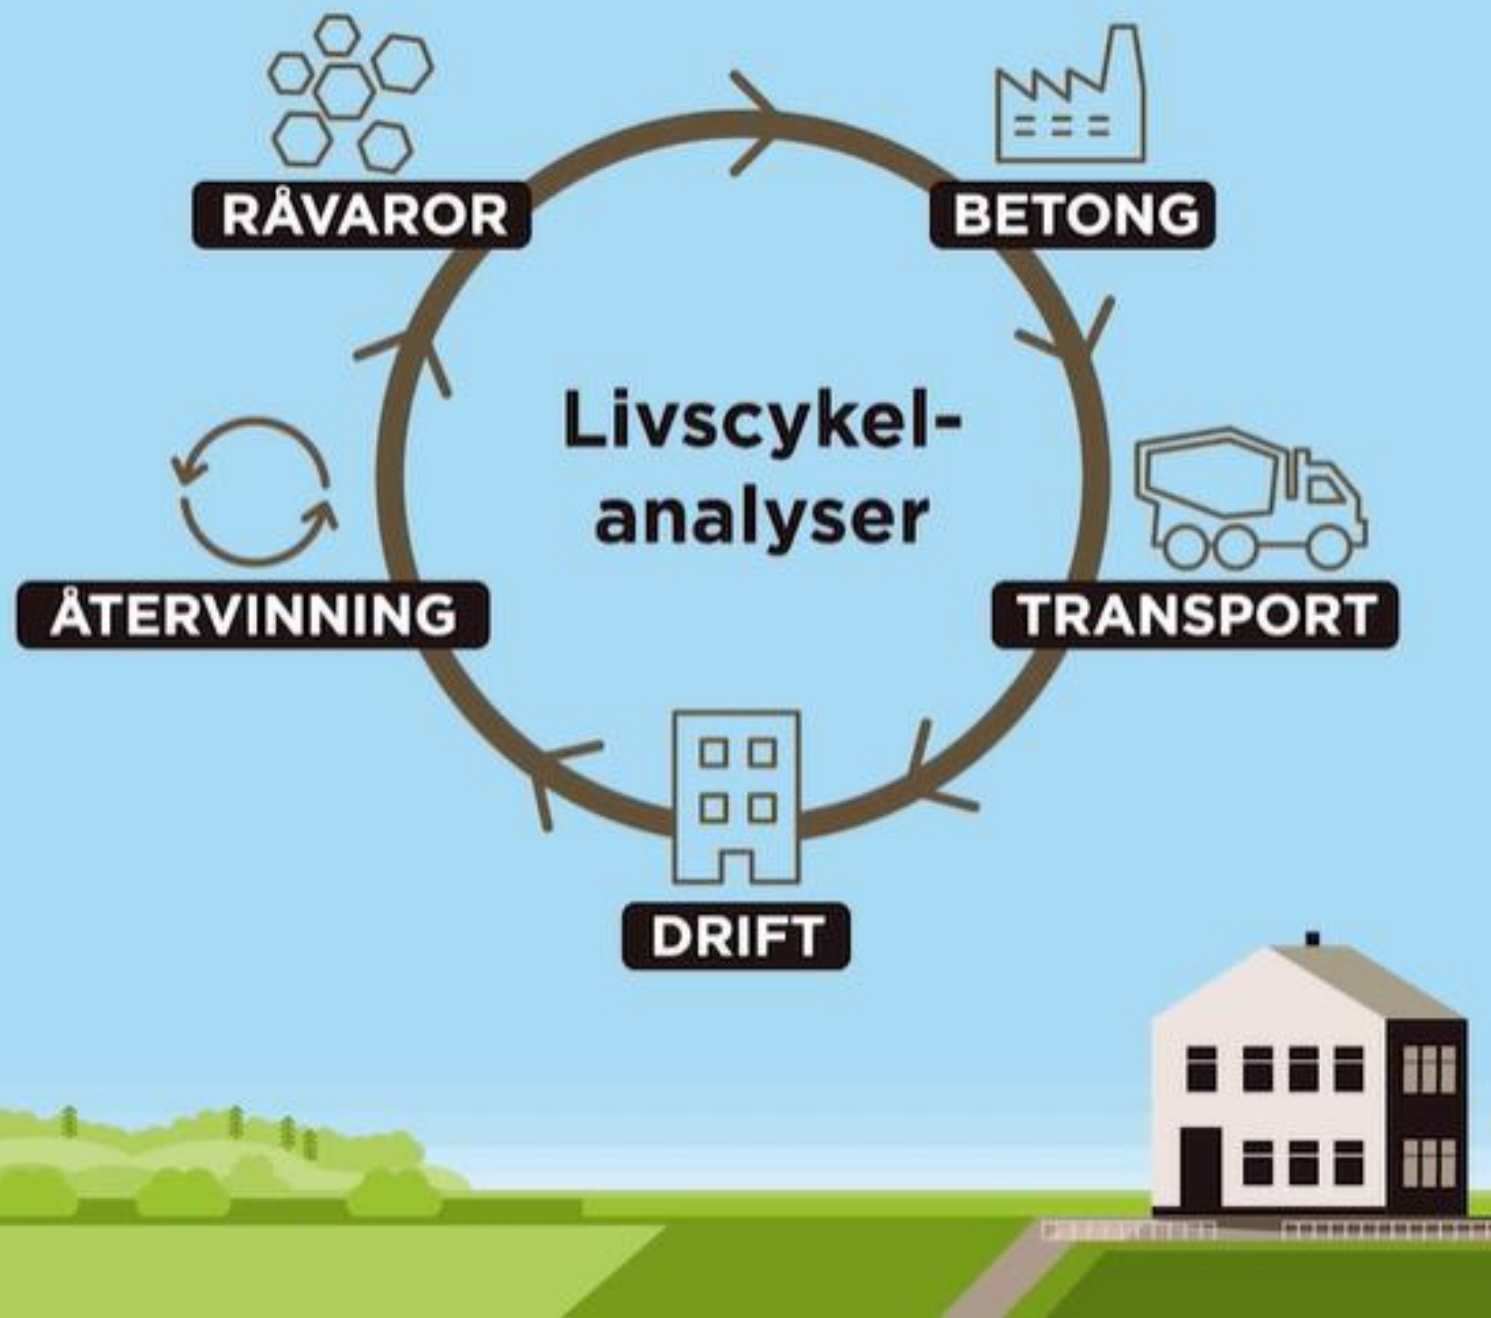 RÅVAROR
BETONG
Livscykel-
analyser
ÅTERVINNING
TRANSPORT
DRIFT